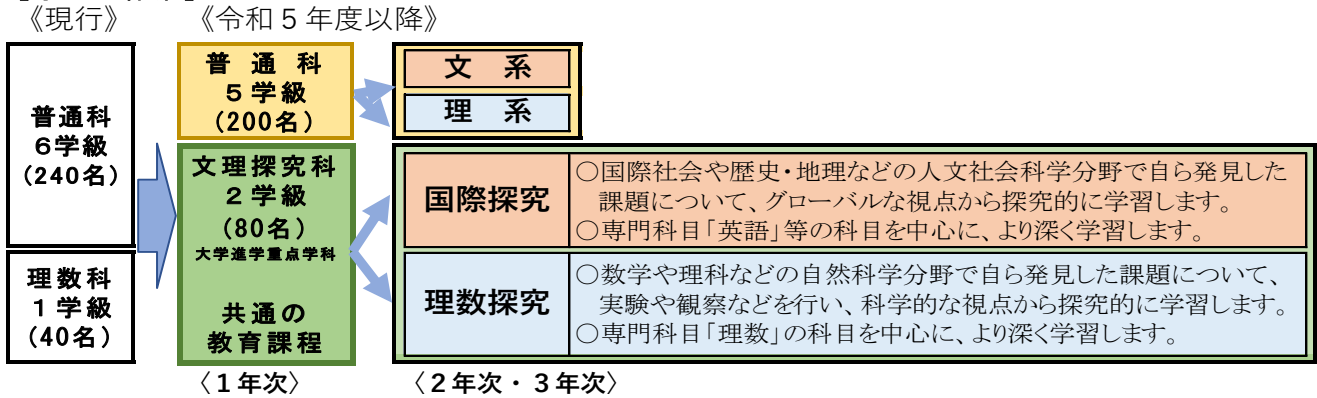 《現行》
《令和５年度以降》
普通科
６学級
(240名)
理数科
１学級
(40名)
普通科
５学級
(200名)
文理探究科
２学級
(80名)
大学進学重点学科
共通の
教育課程
文系
理系
国際探究
○国際社会や歴史・地理などの人文社会科学分野で自ら発見した
課題について、グローバルな視点から探究的に学習します。
○専門科目「英語」等の科目を中心に、より深く学習します。
理数探究
○数学や理科などの自然科学分野で自ら発見した課題について、
実験や観察などを行い、科学的な視点から探究的に学習します。
○専門科目「理数」の科目を中心に、より深く学習します。
〈１年次〉
〈２年次・３年次〉